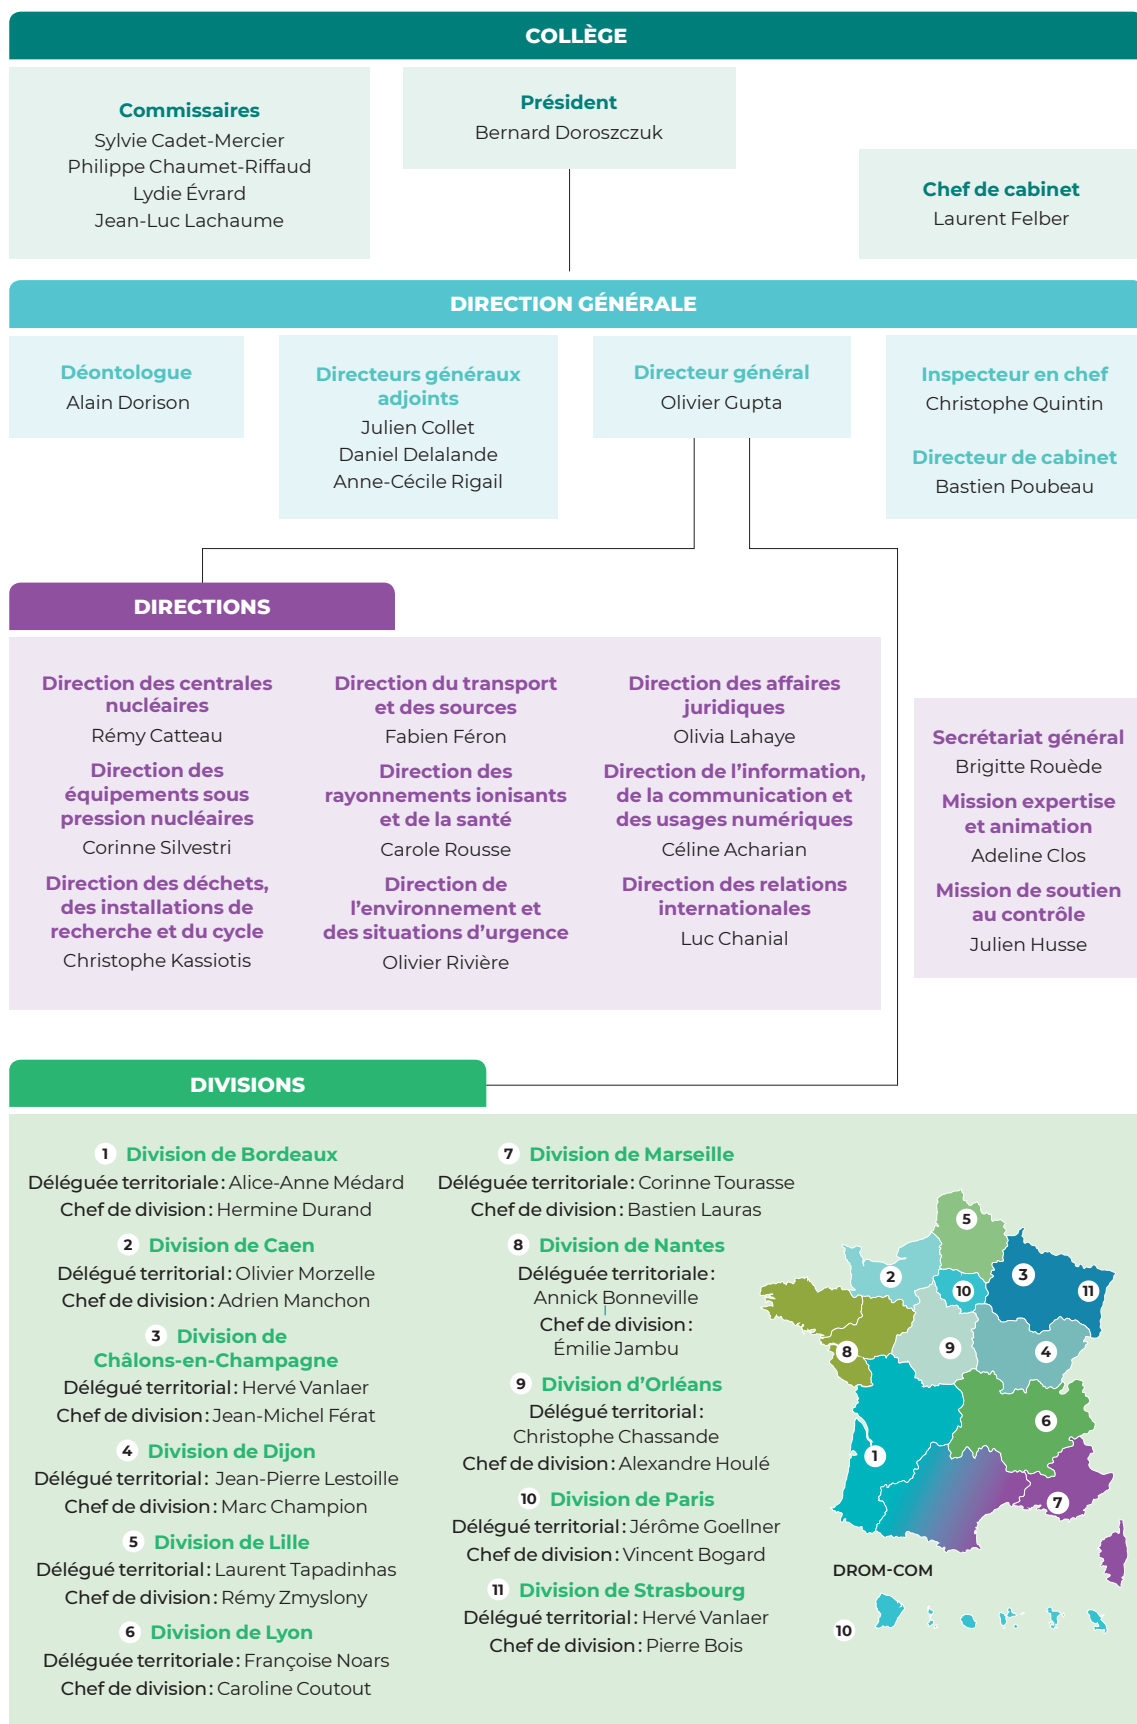 COLLÈGE
Commissaires
Sylvie Cadet-Mercier
Philippe Chaumet-Riffaud
Lydie Évrard
Jean-Luc Lachaume
Président
Bernard Doroszczuk
Chef de cabinet
Laurent Felber
DIRECTION GÉNÉRALE
Déontologue
Alain Dorison
Directeurs généraux
adjoints
Julien Collet
Daniel Delalande
Anne-Cécile Rigail
Directeur général
Olivier Gupta
Inspecteur en chef
Christophe Quintin
Directeur de cabinet
Bastien Poubeau
DIRECTIONS
Direction des centrales
nucléaires
Rémy Catteau
Direction des
équipements sous
pression nucléaires
Corinne Silvestri
Direction des déchets,
des installations de
recherche et du cycle
Christophe Kassiotis
Direction du transport
et des sources
Fabien Féron
Direction des
rayonnements ionisants
et de la santé
Carole Rousse
Direction de
l'environnement et
des situations d'urgence
Olivier Rivière
Direction des affaires
juridiques
Olivia Lahaye
Direction de l'information,
de la communication et
des usages numériques
Céline Acharian
Direction des relations
internationales
Luc Chanial
Secrétariat général
Brigitte Rouède
Mission expertise
et animation
Adeline Clos
Mission de soutien
au contrôle
Julien Husse
DIVISIONS
1 Division de Bordeaux
Déléguée territoriale : Alice-Anne Médard
Chef de division : Hermine Durand
2 Division de Caen
Délégué territorial : Olivier Morzelle
Chef de division : Adrien Manchon
3 Division de
Châlons-en-Champagne
Délégué territorial : Hervé Vanlaer
Chef de division : Jean-Michel Férat
4 Division de Dijon
Délégué territorial : Jean-Pierre Lestoille
Chef de division : Marc Champion
5 Division de Lille
Délégué territorial : Laurent Tapadinhas
Chef de division : Rémy Zmyslony
6 Division de Lyon
Déléguée territoriale : Françoise Noars
Chef de division : Caroline Coutout
7 Division de Marseille
Déléguée territoriale : Corinne Tourasse
Chef de division : Bastien Lauras
8 Division de Nantes
Déléguée territoriale :
Annick Bonneville
Chef de division :
Émilie Jambu
9 Division d'Orléans
Délégué territorial :
Christophe Chassande
Chef de division : Alexandre Houlé
10 Division de Paris
Délégué territorial : Jérôme Goellner
Chef de division : Vincent Bogard
11 Division de Strasbourg
Délégué territorial : Hervé Vanlaer
Chef de division : Pierre Bois
5
2
3
11
10
8
9
4
6
1
7
DROM-COM
10